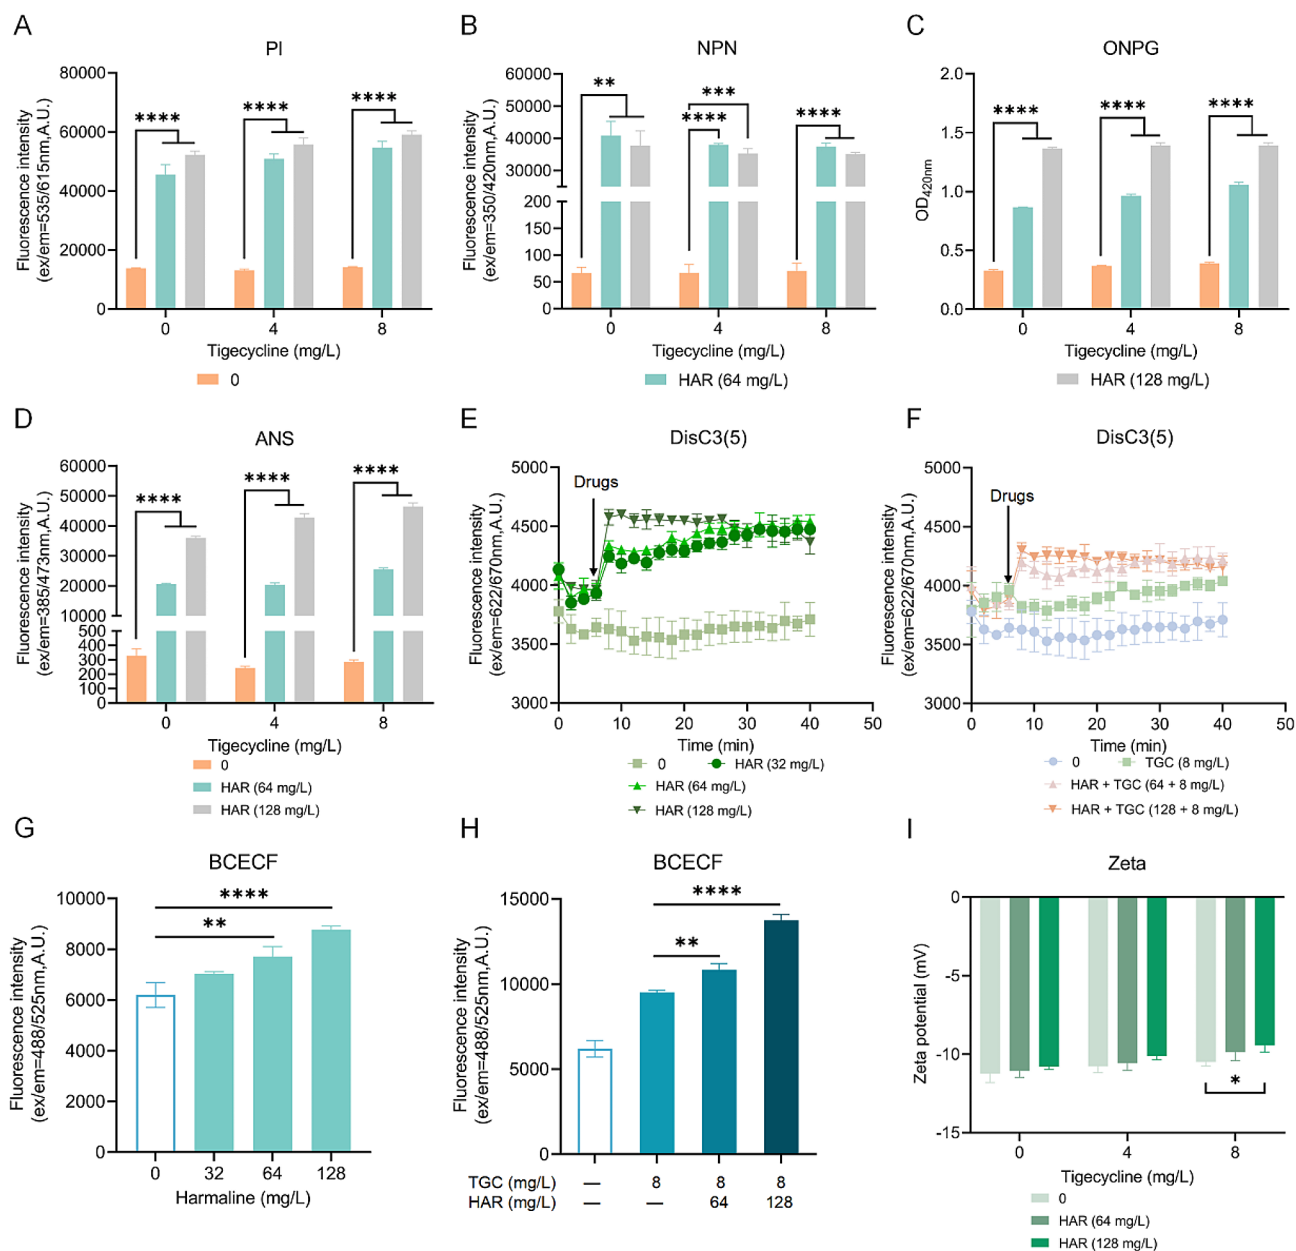 A
PI
Fluorescence intensity
(ex/em=535/615nm,A.U.)
80000
60000
40000
20000
0
****
****
****
0 4 8
Tigecycline (mg/L)
B
NPN
Fluorescence intensity
(ex/em=350/420nm,A.U.)
60000
50000
40000
30000
200
150
100
50
0
**
***
****
****
0 4 8
Tigecycline (mg/L)
C
ONPG
OD420nm
2.0
1.5
1.0
0.5
0.0
****
****
****
0 4 8
Tigecycline (mg/L)
0
HAR (64 mg/L)
HAR (128 mg/L)
D
ANS
Fluorescence intensity
(ex/em=385/473nm,A.U.)
60000
50000
40000
30000
20000
10000
500
400
300
200
100
0
****
****
****
0 4 8
Tigecycline (mg/L)
0
HAR (64 mg/L)
HAR (128 mg/L)
E
DisC3(5)
Fluorescence intensity
(ex/em=622/670nm,A.U.)
5000
4500
4000
3500
3000
Drugs
0 10 20 30 40 50
Time (min)
0 HAR (32 mg/L)
HAR (64 mg/L)
HAR (128 mg/L)
F
DisC3(5)
Fluorescence intensity
(ex/em=622/670nm,A.U.)
5000
4500
4000
3500
3000
Drugs
0 10 20 30 40 50
Time (min)
0 TGC (8 mg/L)
HAR + TGC (64 + 8 mg/L)
HAR + TGC (128 + 8 mg/L)
G
BCECF
Fluorescence intensity
(ex/em=488/525nm,A.U.)
10000
8000
6000
4000
2000
0
****
**
0 32 64 128
Harmaline (mg/L)
H
BCECF
Fluorescence intensity
(ex/em=488/525nm,A.U.)
15000
10000
5000
0
****
**
TGC (mg/L) — 8 8 8
HAR (mg/L) — — 64 128
I
Zeta
Zeta potential (mV)
0
-5
-10
-15
*
0 4 8
Tigecycline (mg/L)
0
HAR (64 mg/L)
HAR (128 mg/L)